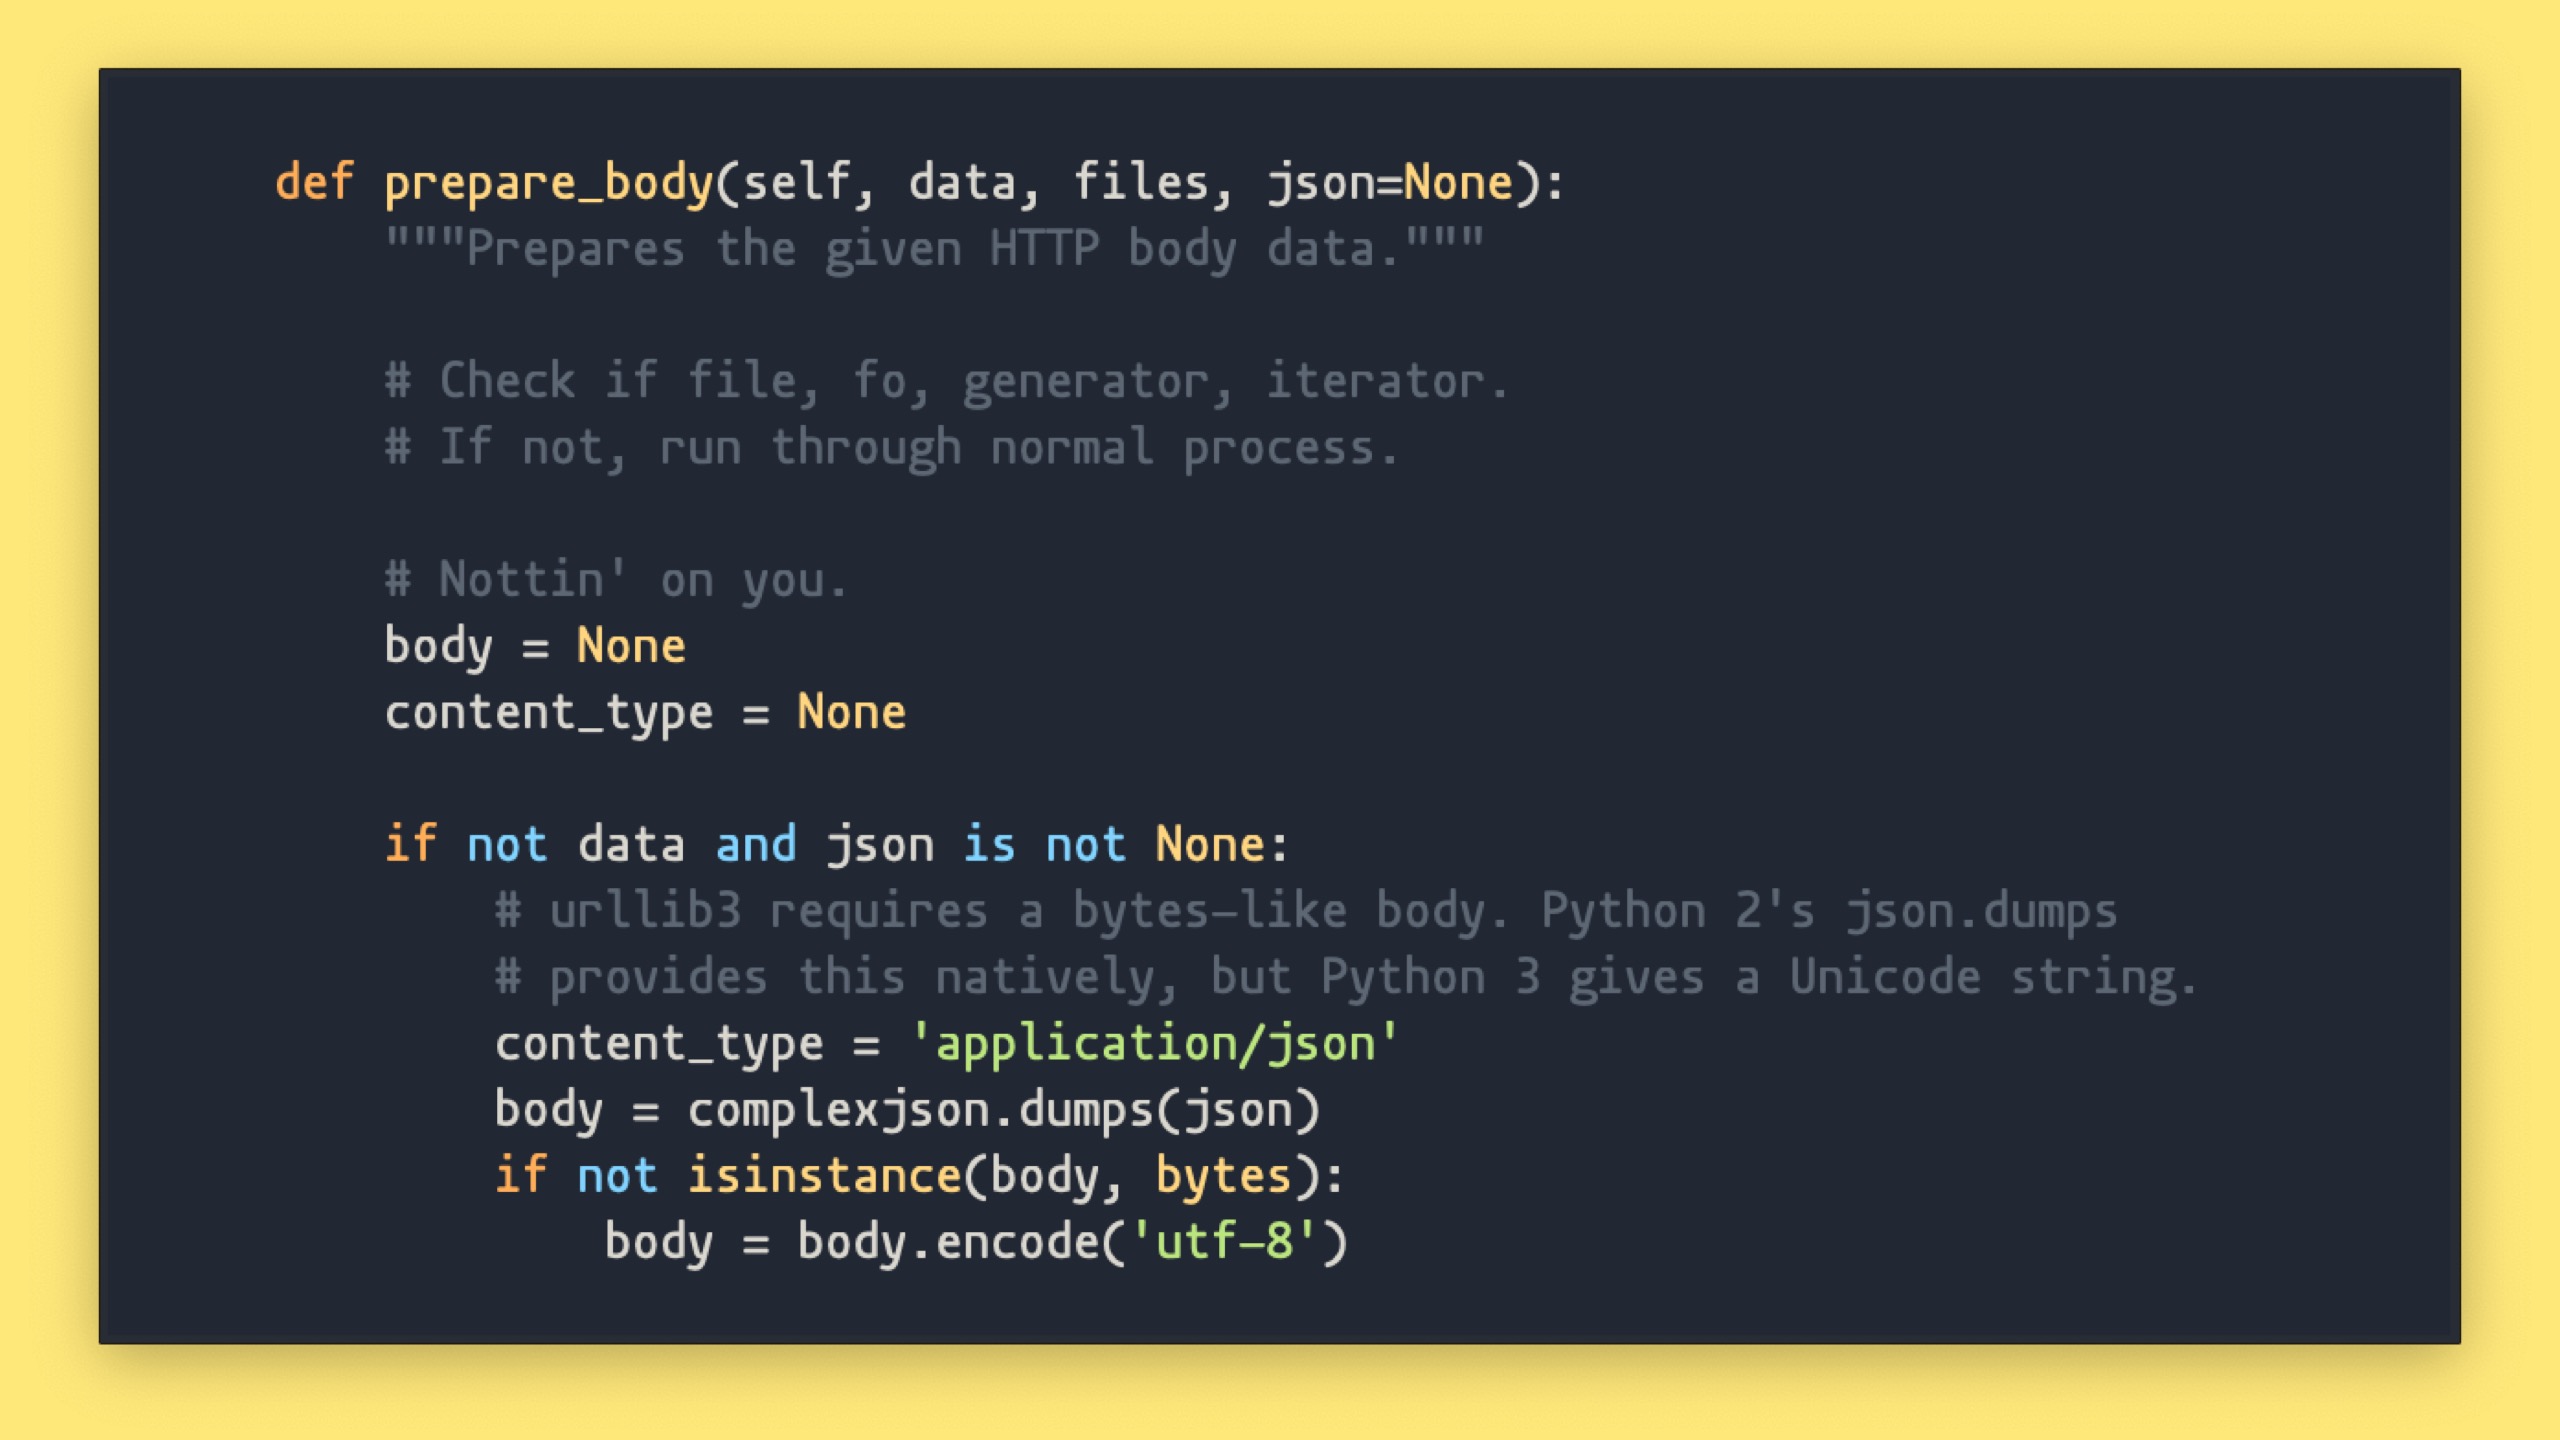 def prepare_body(self, data, files, json=None):
"""Prepares the given HTTP body data."""
# Check if file, fo, generator, iterator.
# If not, run through normal process.
# Nottin' on you.
body = None
content_type = None
if not data and json is not None:
# urllib3 requires a bytes-like body. Python 2's json.dumps
# provides this natively, but Python 3 gives a Unicode string.
content_type = 'application/json'
body = complexjson.dumps(json)
if not isinstance(body, bytes):
body = body.encode('utf-8')